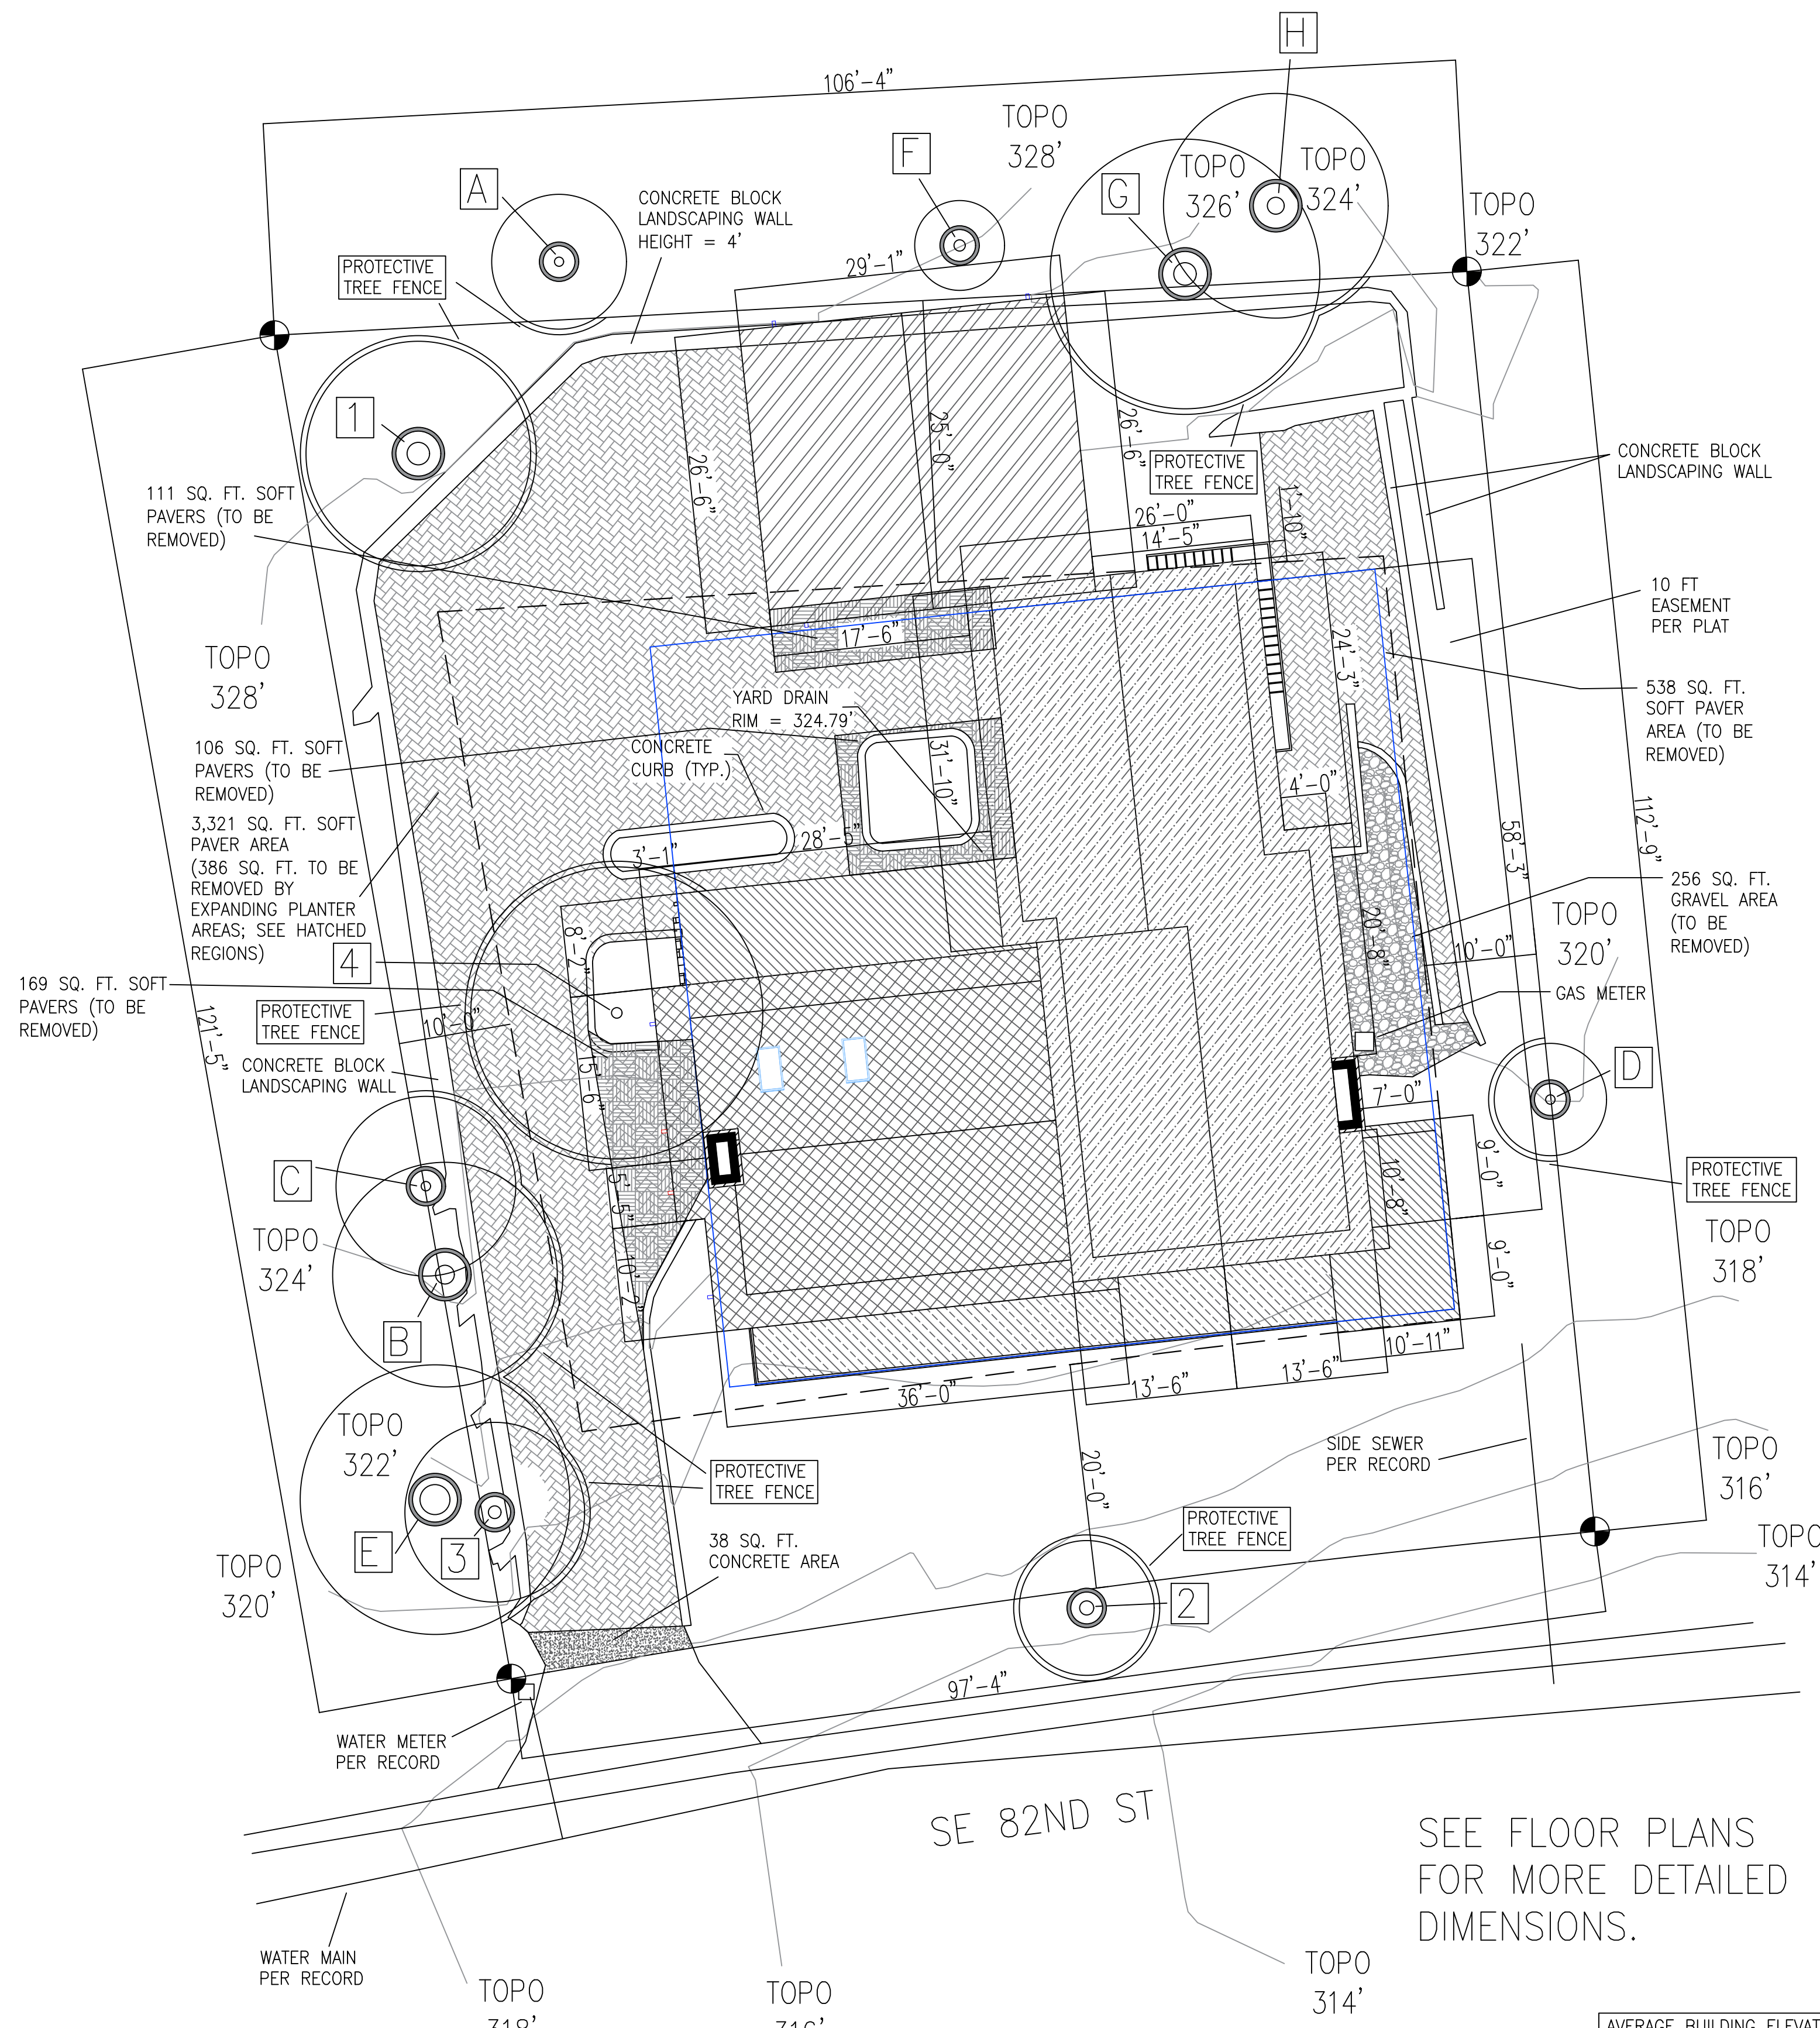 H
106'-4"
TOPO
328'
F
TOPO
326'
TOPO
324'
A
G
CONCRETE BLOCK
LANDSCAPING WALL
HEIGHT = 4'
TOPO
322'
PROTECTIVE
TREE FENCE
29'-1"
1
25'-0"
26'-6"
26'-6"
PROTECTIVE
TREE FENCE
CONCRETE BLOCK
LANDSCAPING WALL
111 SQ. FT. SOFT
PAVERS (TO BE
REMOVED)
26'-0"
14'-5"
1'-10"
10 FT
EASEMENT
PER PLAT
17'-6"
24'-3"
TOPO
328'
YARD DRAIN
RIM = 324.79'
538 SQ. FT.
SOFT PAVER
AREA (TO BE
REMOVED)
106 SQ. FT. SOFT
PAVERS (TO BE
REMOVED)
CONCRETE
CURB (TYP.)
31'-10"
4'-0"
3,321 SQ. FT. SOFT
PAVER AREA
(386 SQ. FT. TO BE
REMOVED BY
EXPANDING PLANTER
AREAS; SEE HATCHED
REGIONS)
28'-5"
3'-1"
58'-3"
112'-9"
256 SQ. FT.
GRAVEL AREA
(TO BE
REMOVED)
8'-2"
20'-8"
10'-0"
TOPO
320'
4
169 SQ. FT. SOFT
PAVERS (TO BE
REMOVED)
GAS METER
PROTECTIVE
TREE FENCE
10'-0"
121'-5"
CONCRETE BLOCK
LANDSCAPING WALL
15'-6"
D
7'-0"
C
5'-5"
10'-8"
9'-0"
PROTECTIVE
TREE FENCE
TOPO
324'
10'-2"
9'-0"
TOPO
318'
B
10'-11"
13'-6"
13'-6"
36'-0"
TOPO
322'
PROTECTIVE
TREE FENCE
20'-0"
SIDE SEWER
PER RECORD
TOPO
316'
E
3
38 SQ. FT.
CONCRETE AREA
PROTECTIVE
TREE FENCE
TOPO
314'
TOPO
320'
2
97'-4"
WATER METER
PER RECORD
SE 82ND ST
SEE FLOOR PLANS
FOR MORE DETAILED
DIMENSIONS.
WATER MAIN
PER RECORD
TOPO
318'
TOPO
316'
TOPO
314'
AVERAGE BUILDING